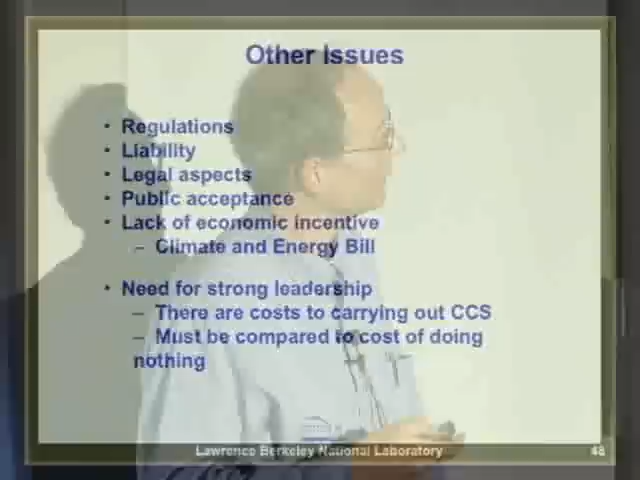 Other Issues
• Regulations
• Liability
• Legal aspects
• Public acceptance
• Lack of economic incentive
– Climate and Energy Bill
• Need for strong leadership
– There are costs to carrying out CCS
– Must be compared to cost of doing
nothing
Lawrence Berkeley National Laboratory
48